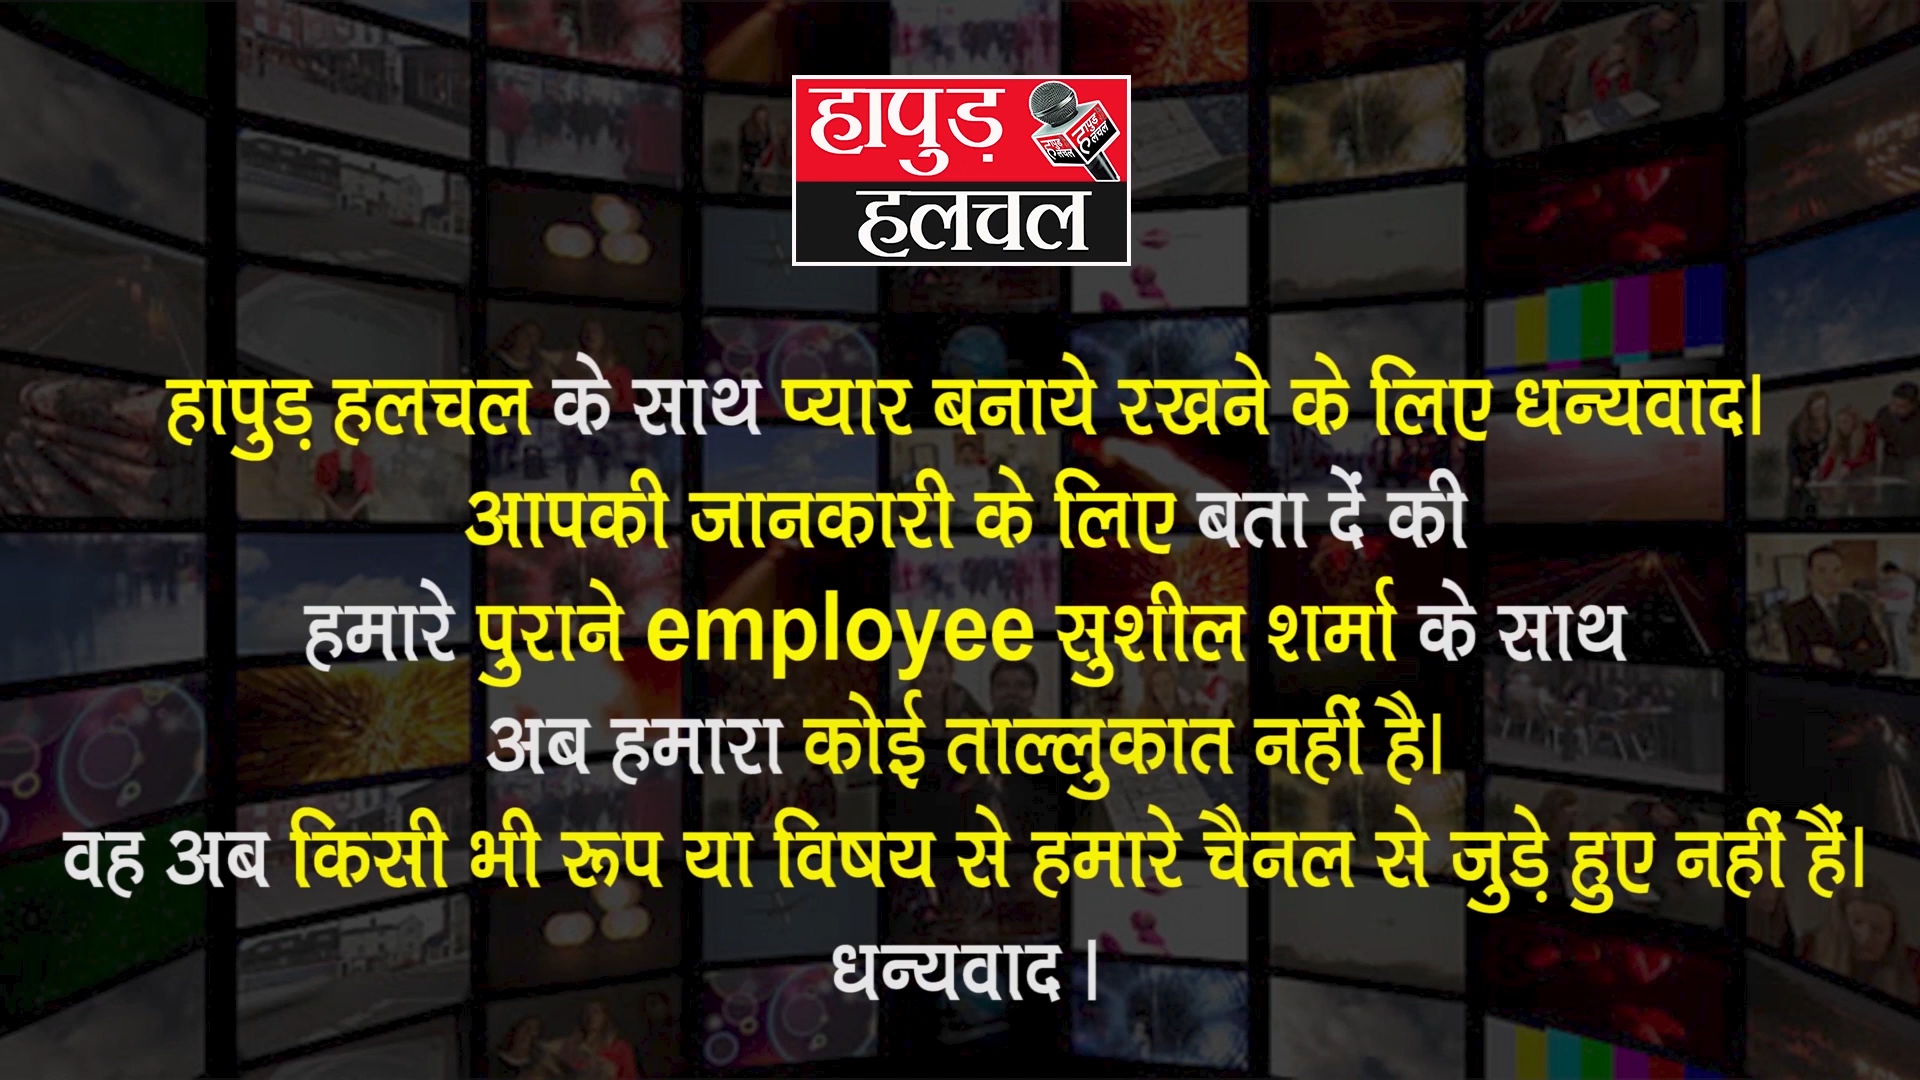 हापुड़
हलचल
हापुड़ हलचल के साथ प्यार बनाये रखने के लिए धन्यवाद।
आपकी जानकारी के लिए बता दें की
हमारे पुराने employee सुशील शर्मा के साथ
अब हमारा कोई ताल्लुकात नहीं है।
वह अब किसी भी रूप या विषय से हमारे चैनल से जुड़े हुए नहीं हैं।
धन्यवाद ।